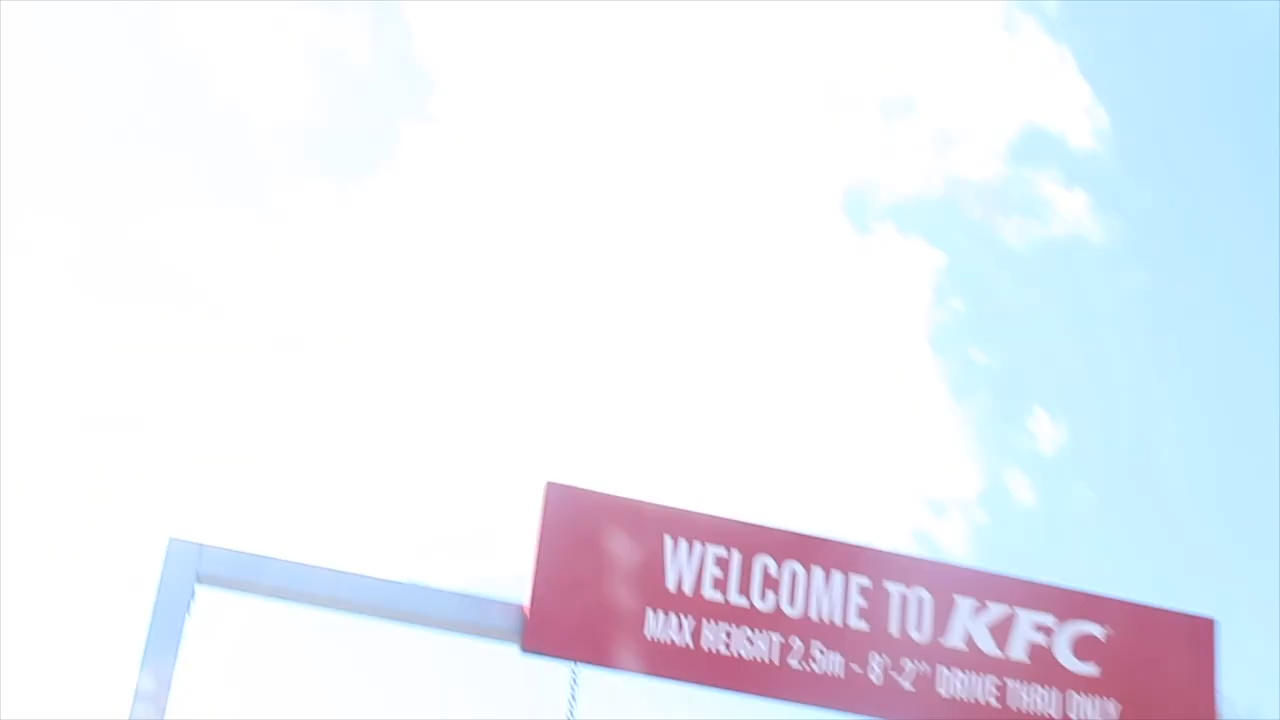 WELCOME TO KFC
MAX HEIGHT 2.5m - 8'-2" DRIVE THRU ONLY